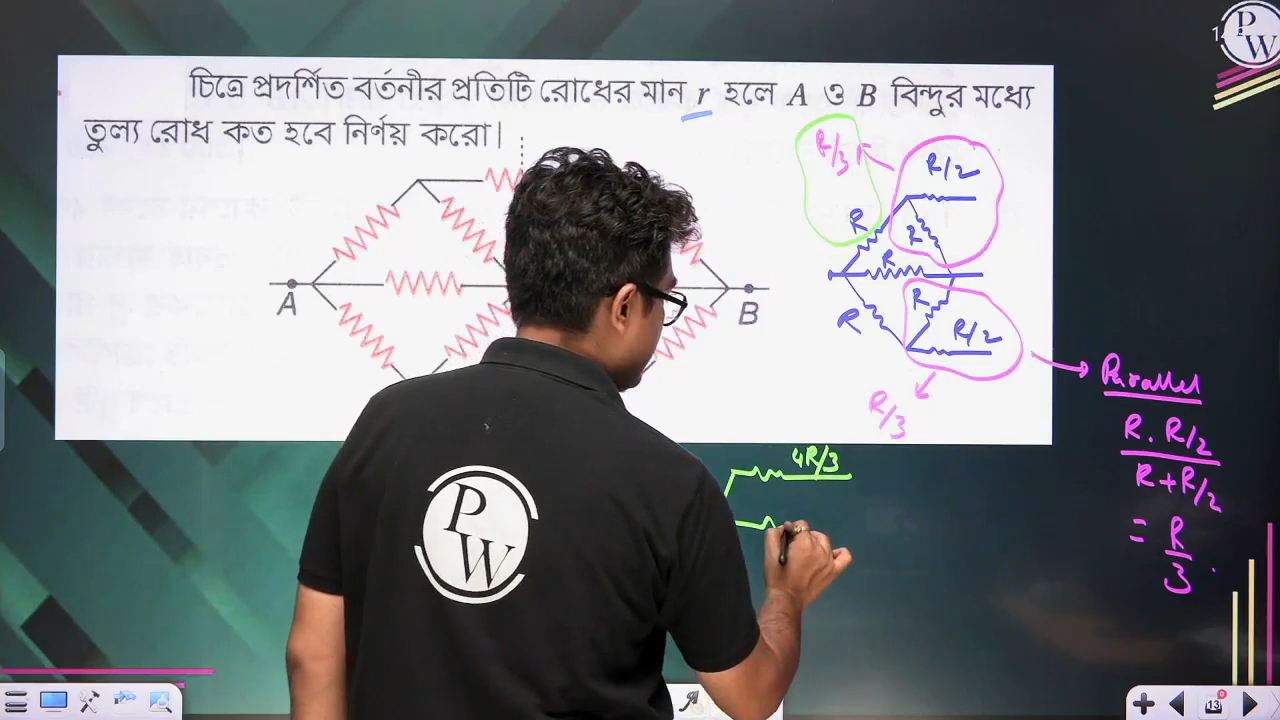 চিত্রে প্রদর্শিত বর্তনীর প্রতিটি রোধের মান r হলে A ও B বিন্দুর মধ্যে
তুল্য রোধ কত হবে নির্ণয় করো।
A
B
R/3
R/2
R
R
R
R
R
R/2
R/3
Parallel
R . R/2
R + R/2
= R
3
4R/3
P
W
P
W
13